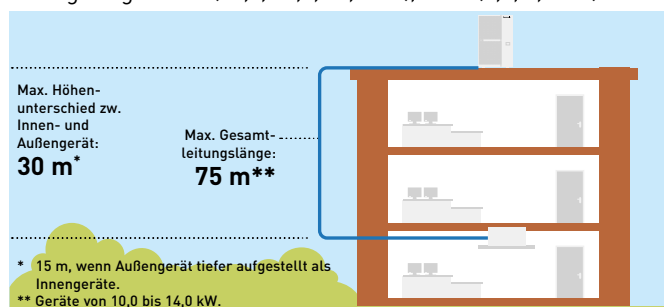 Max. Höhen-
unterschied zw.
Innen- und
Außengerät:
30 m*
Max. Gesamt-
leitungslänge:
75 m**
* 15 m, wenn Außengerät tiefer aufgestellt als
Innengeräte.
** Geräte von 10,0 bis 14,0 kW.